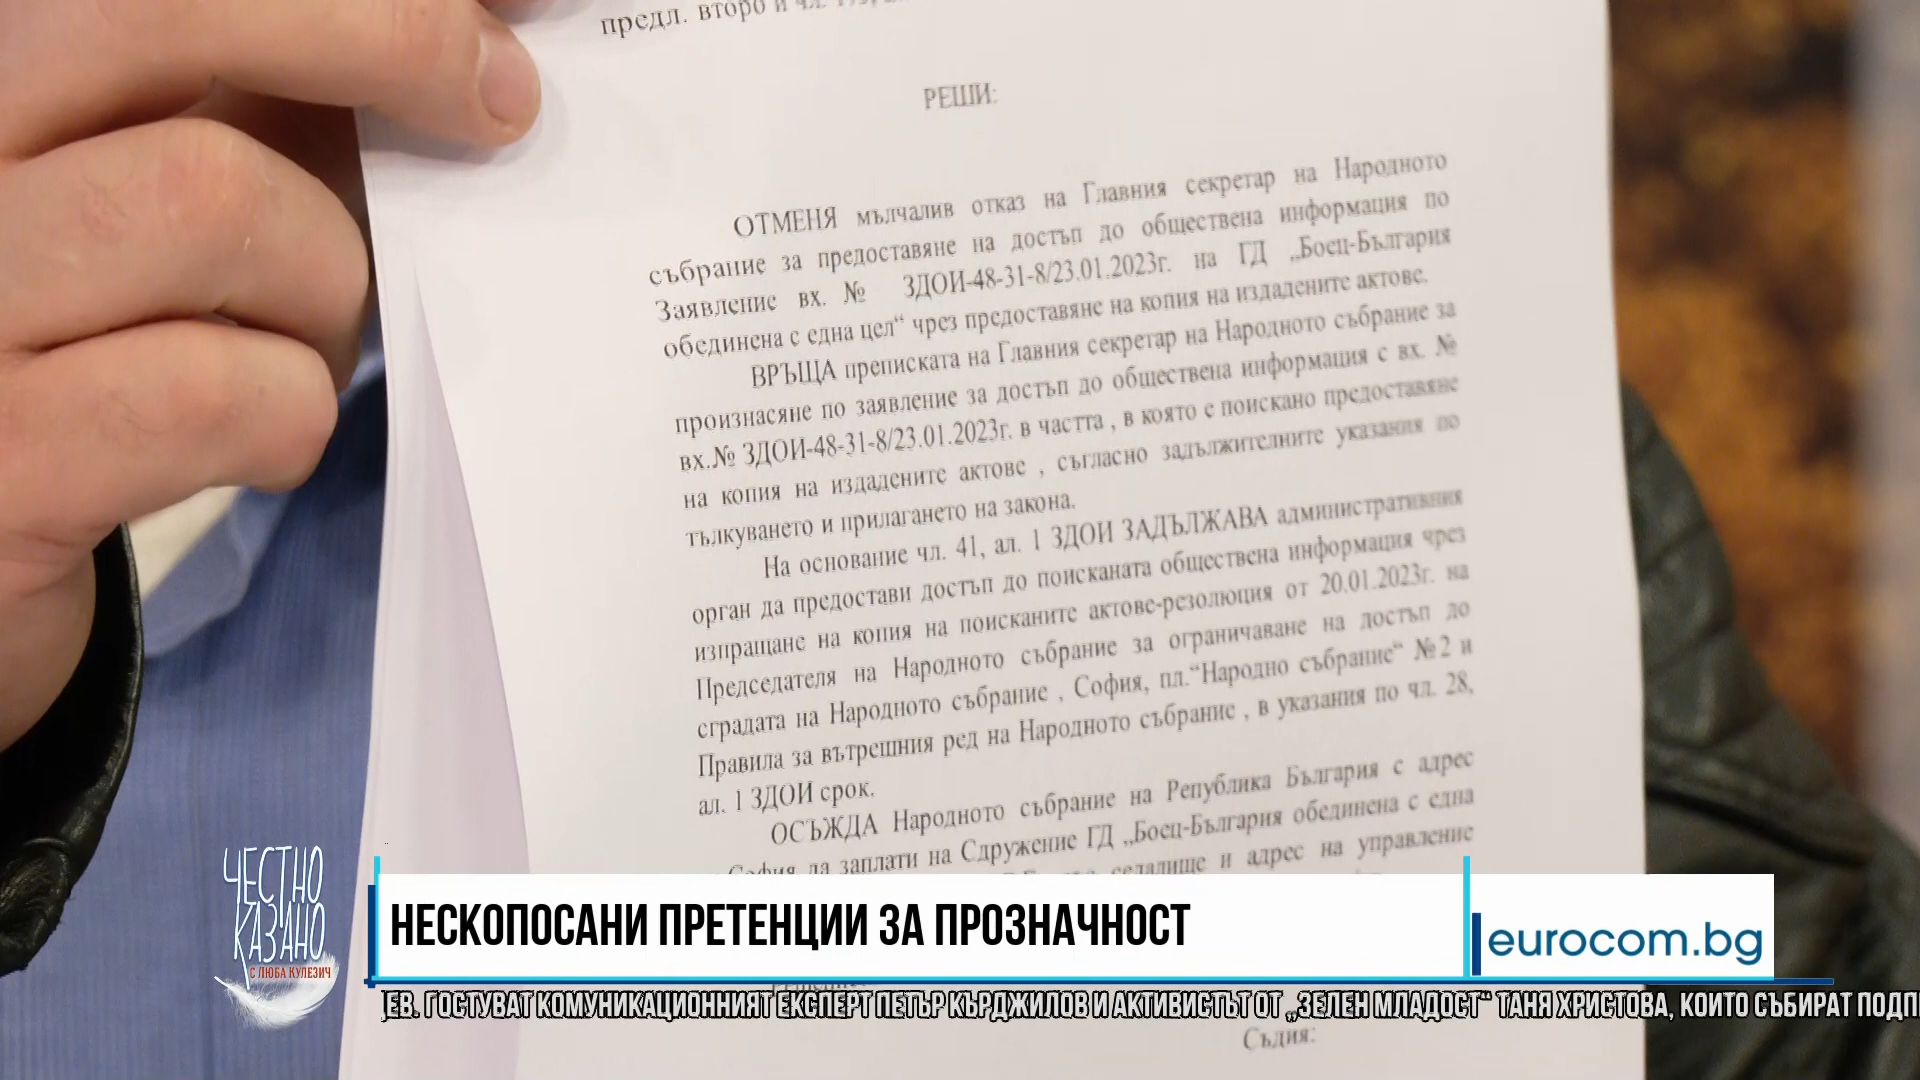 предл. второ и чл.
РЕШИ:
ОТМЕНЯ мълчалив отказ на Главния секретар на Народното
събрание за предоставяне на достъп до обществена информация по
Заявление вх. № ЗДОИ-48-31-8/23.01.2023г. на ГД „Боец-България
обединена с една цел“ чрез предоставяне на копия на издадените актове.
ВРЪЩА преписката на Главния секретар на Народното събрание за
произнасяне по заявление за достъп до обществена информация с вх. №
вх.№ ЗДОИ-48-31-8/23.01.2023г. в частта , в която е поискано предоставяне
на копия на издадените актове , съгласно задължителните указания по
тълкуването и прилагането на закона.
На основание чл. 41, ал. 1 ЗДОИ ЗАДЪЛЖАВА административния
орган да предостави достъп до поисканата обществена информация чрез
изпращане на копия на поисканите актове-резолюция от 20.01.2023г. на
Председателя на Народното събрание за ограничаване на достъп до
сградата на Народното събрание , София, пл.“Народно събрание“ №2 и
Правила за вътрешния ред на Народното събрание , в указания по чл. 28,
ал. 1 ЗДОИ срок.
ОСЪЖДА Народното събрание на Република България с адрес
София да заплати на Сдружение ГД „Боец-България обединена с една
седалище и адрес на управление
ЧЕСТНО
КАЗАНО
С ЛЮБА КУЛЕЗИЧ
НЕСКОПОСАНИ ПРЕТЕНЦИИ ЗА ПРОЗРАЧНОСТ
eurocom.bg
ЦЕВ. ГОСТУВАТ КОМУНИКАЦИОННИЯТ ЕКСПЕРТ ПЕТЪР КЪРДЖИЛОВ И АКТИВИСТЪТ ОТ „ЗЕЛЕН МЛАДОСТ“ ТАНЯ ХРИСТОВА, КОИТО СЪБИРАТ ПОДП
Съдия: